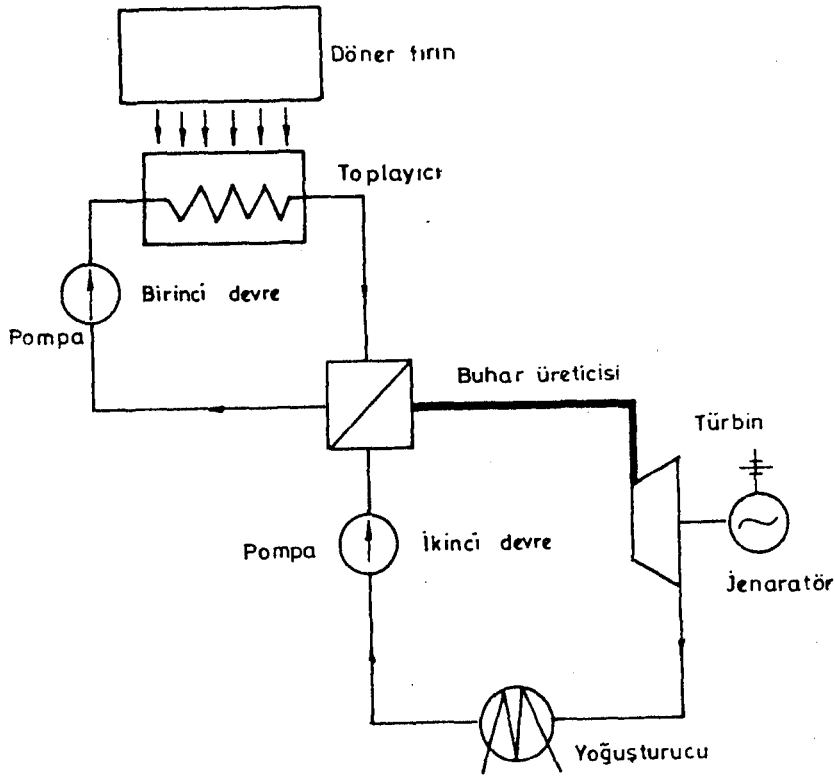 Döner fırın
Toplayıcı
Birinci devre
Pompa
Buhar üreticisi
Türbin
Pompa
İkinci devre
Jenaratör
Yoğuşturucu